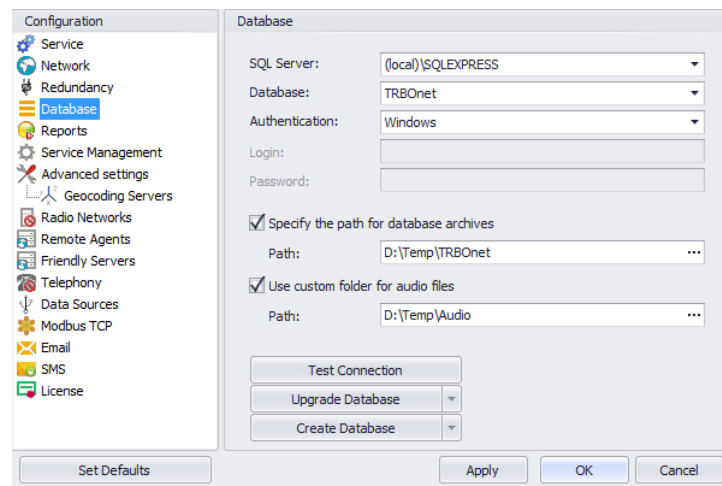 Configuration
Service
Network
Redundancy
Database
Reports
Service Management
Advanced settings
Geocoding Servers
Radio Networks
Remote Agents
Friendly Servers
Telephony
Data Sources
Modbus TCP
Email
SMS
License
Set Defaults
Database
SQL Server: (local)\SQLEXPRESS
Database: TRBOnet
Authentication: Windows
Login:
Password:
Specify the path for database archives
Path: D:\Temp\TRBOnet ...
Use custom folder for audio files
Path: D:\Temp\Audio ...
Test Connection
Upgrade Database
Create Database
Apply OK Cancel